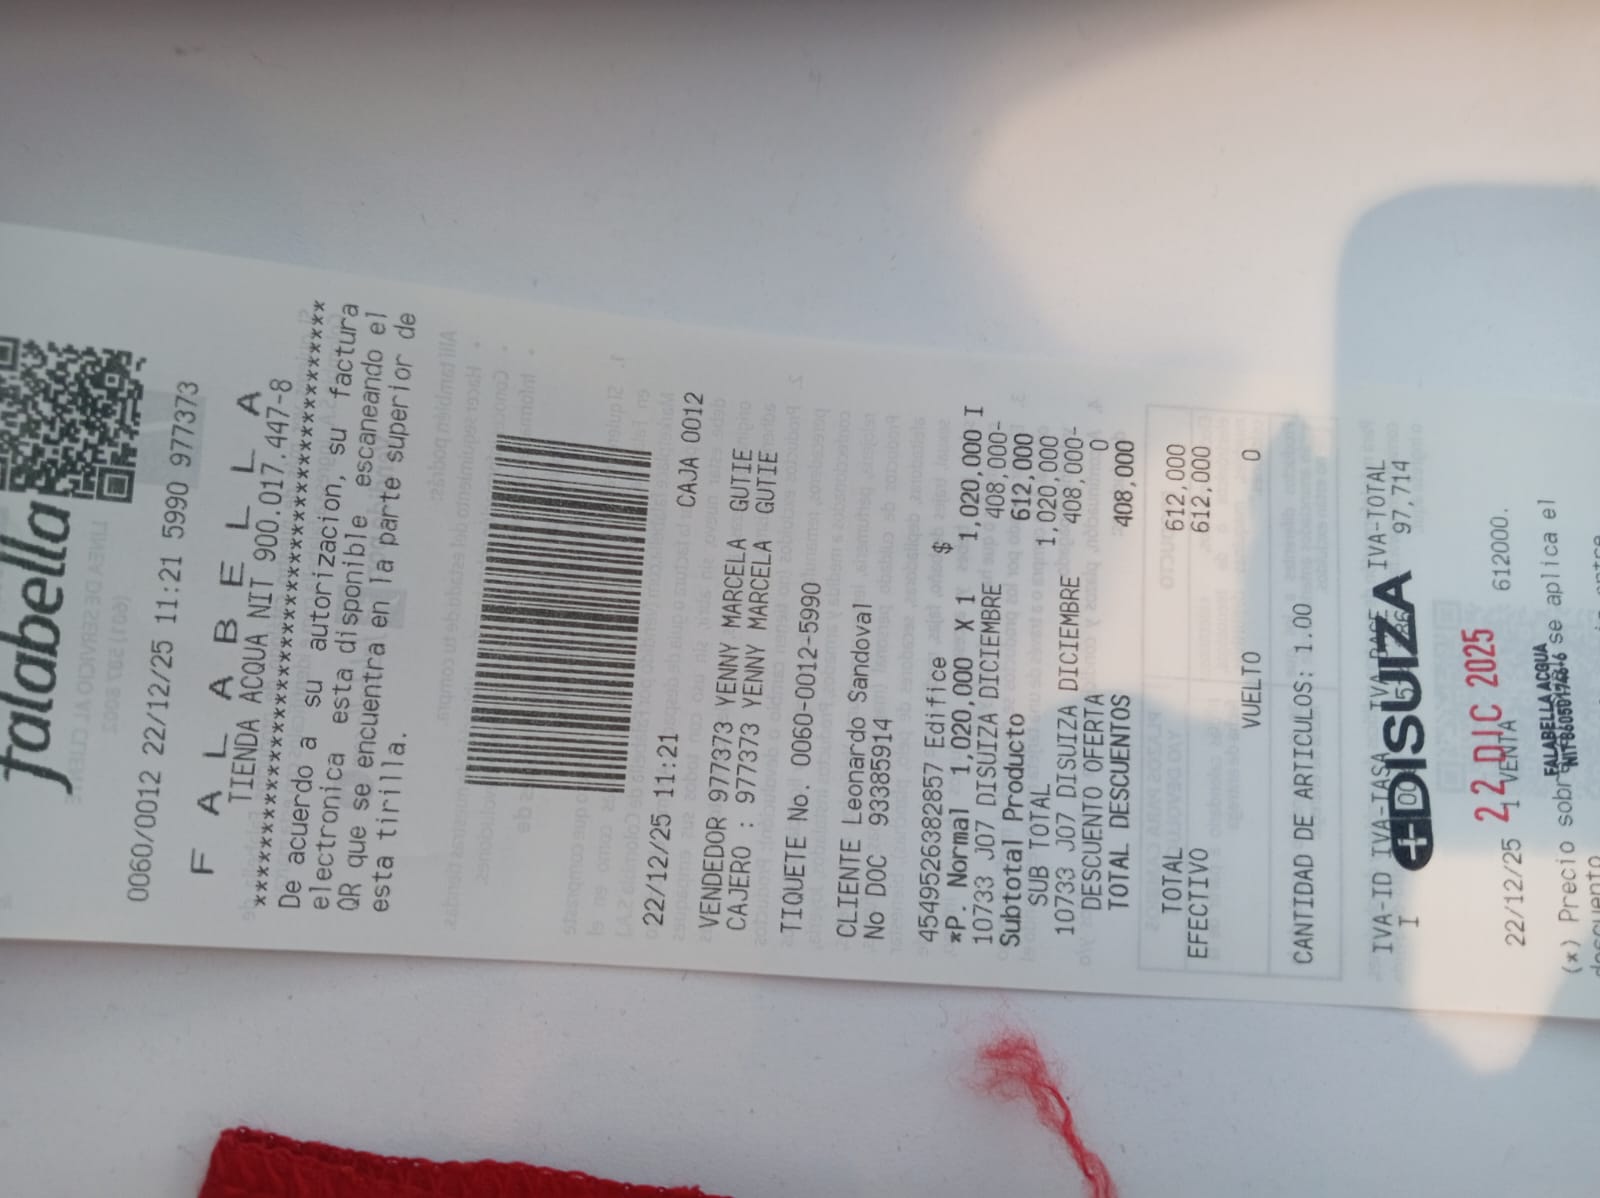 falabella
0060/0012 22/12/25 11:21 5990 977373
F A L A B E L L A
TIENDA ACQUA NIT 900.017.447-8
****************************************
De acuerdo a su autorizacion, su factura
electronica esta disponible escaneando el
QR que se encuentra en la parte superior de
esta tirilla.
22/12/25 11:21 CAJA 0012
VENDEDOR 977373 YENNY MARCELA GUTIE
CAJERO : 977373 YENNY MARCELA GUTIE
TIQUETE No. 0060-0012-5990
CLIENTE Leonardo Sandoval
No DOC 93385914
$
4549526382857 Edifice
*P. Normal 1,020,000 X 1 1,020,000 I
10733 J07 DISUIZA DICIEMBRE 408,000-
Subtotal Producto 612,000
SUB TOTAL 1,020,000
10733 J07 DISUIZA DICIEMBRE 408,000-
DESCUENTO OFERTA 0
TOTAL DESCUENTOS 408,000
TOTAL 612,000
EFECTIVO 612,000
VUELTO 0
CANTIDAD DE ARTICULOS: 1.00
IVA-ID IVA-TASA IVA-BASE IVA-TOTAL
I 97,714
DISUIZA
22 DIC 2025
22/12/25 1 VENTA 612000.
FALABELLA ACQUA
(*) Precio sobre el se aplica el
descuento